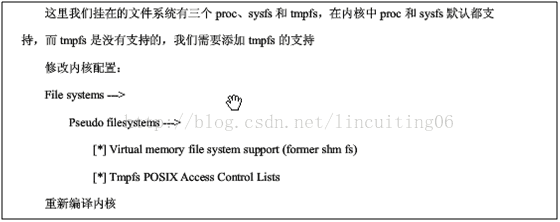 这里我们挂在的文件系统有三个 proc、sysfs 和 tmpfs，在内核中 proc 和 sysfs 默认都支
持，而 tmpfs 是没有支持的，我们需要添加 tmpfs 的支持
修改内核配置：
File systems --->
Pseudo filesystems --->
http://blog.csdn.net/lincuiting06
[*] Virtual memory file system support (former shm fs)
[*] Tmpfs POSIX Access Control Lists
重新编译内核